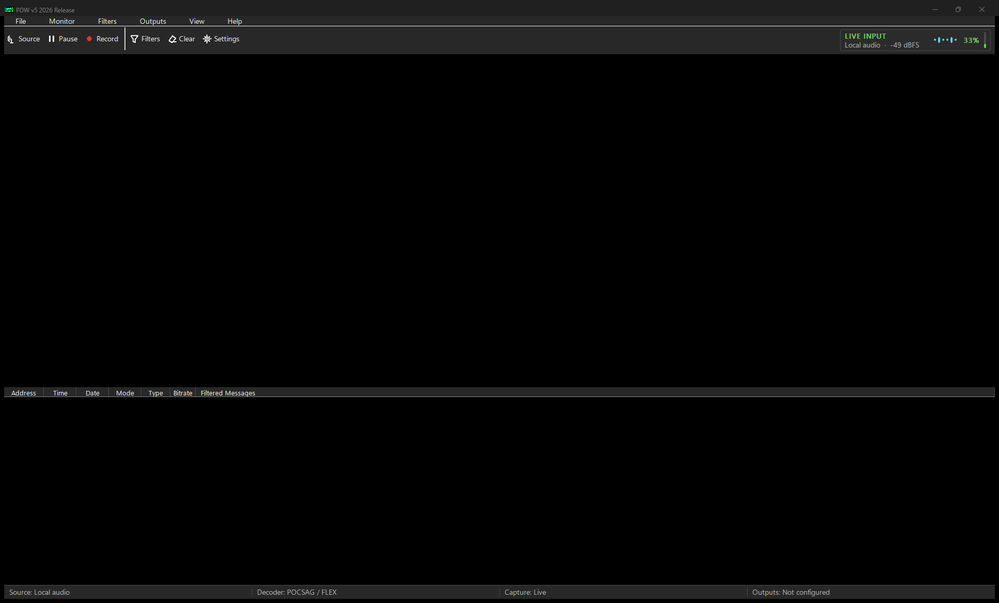 PDW v5 2026 Release
File Monitor Filters Outputs View Help
Source Pause Record Filters Clear Settings
LIVE INPUT
Local audio · -49 dBFS
33%
Address Time Date Mode Type Bitrate Filtered Messages
Source: Local audio Decoder: POCSAG / FLEX Capture: Live Outputs: Not configured